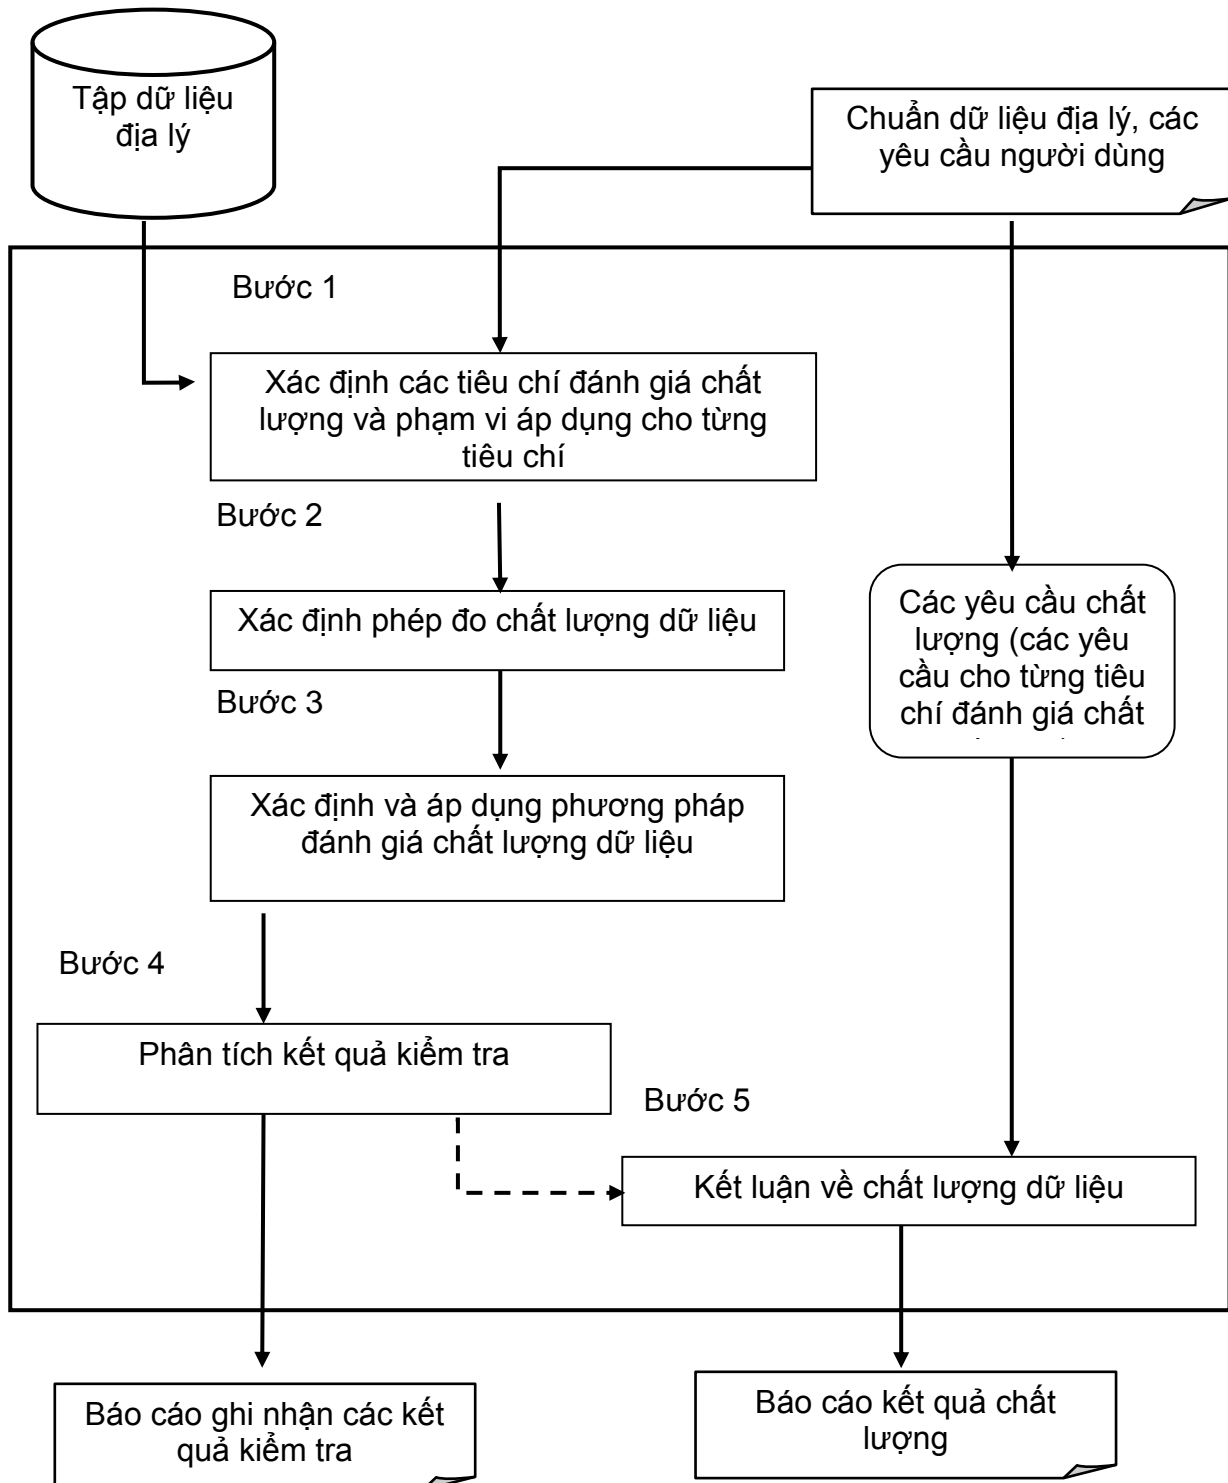 Tập dữ liệu
địa lý
Chuẩn dữ liệu địa lý, các
yêu cầu người dùng
Bước 1
Xác định các tiêu chí đánh giá chất
lượng và phạm vi áp dụng cho từng
tiêu chí
Bước 2
Xác định phép đo chất lượng dữ liệu
Các yêu cầu chất
lượng (các yêu
cầu cho từng tiêu
chí đánh giá chất
Bước 3
Xác định và áp dụng phương pháp
đánh giá chất lượng dữ liệu
Bước 4
Phân tích kết quả kiểm tra
Bước 5
Kết luận về chất lượng dữ liệu
Báo cáo ghi nhận các kết
quả kiểm tra
Báo cáo kết quả chất
lượng